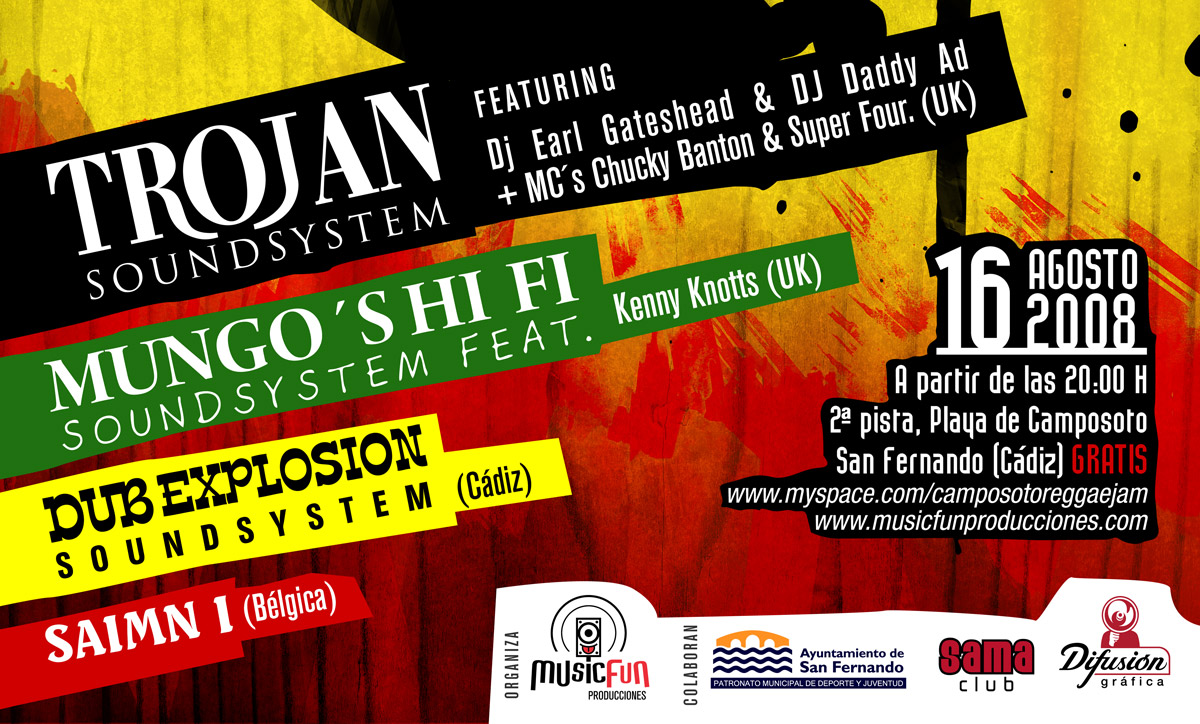 TROJAN
SOUNDSYSTEM
FEATURING
Dj Earl Gateshead & DJ Daddy Ad
+ MC´s Chucky Banton & Super Four. (UK)
MUNGO´S HI FI
SOUNDSYSTEM FEAT.
Kenny Knotts (UK)
DUB EXPLOSION
SOUNDSYSTEM
(Cádiz)
SAIMN I (Bélgica)
16
AGOSTO
2008
A partir de las 20:00 H
2ª pista, Playa de Camposoto
San Fernando (Cádiz) GRATIS
www.myspace.com/camposotoreggaejam
www.musicfunproducciones.com
ORGANIZA
musicFun
PRODUCCIONES
COLABORAN
Ayuntamiento de
San Fernando
PATRONATO MUNICIPAL DE DEPORTE Y JUVENTUD
sama
club
Difusión
gráfica